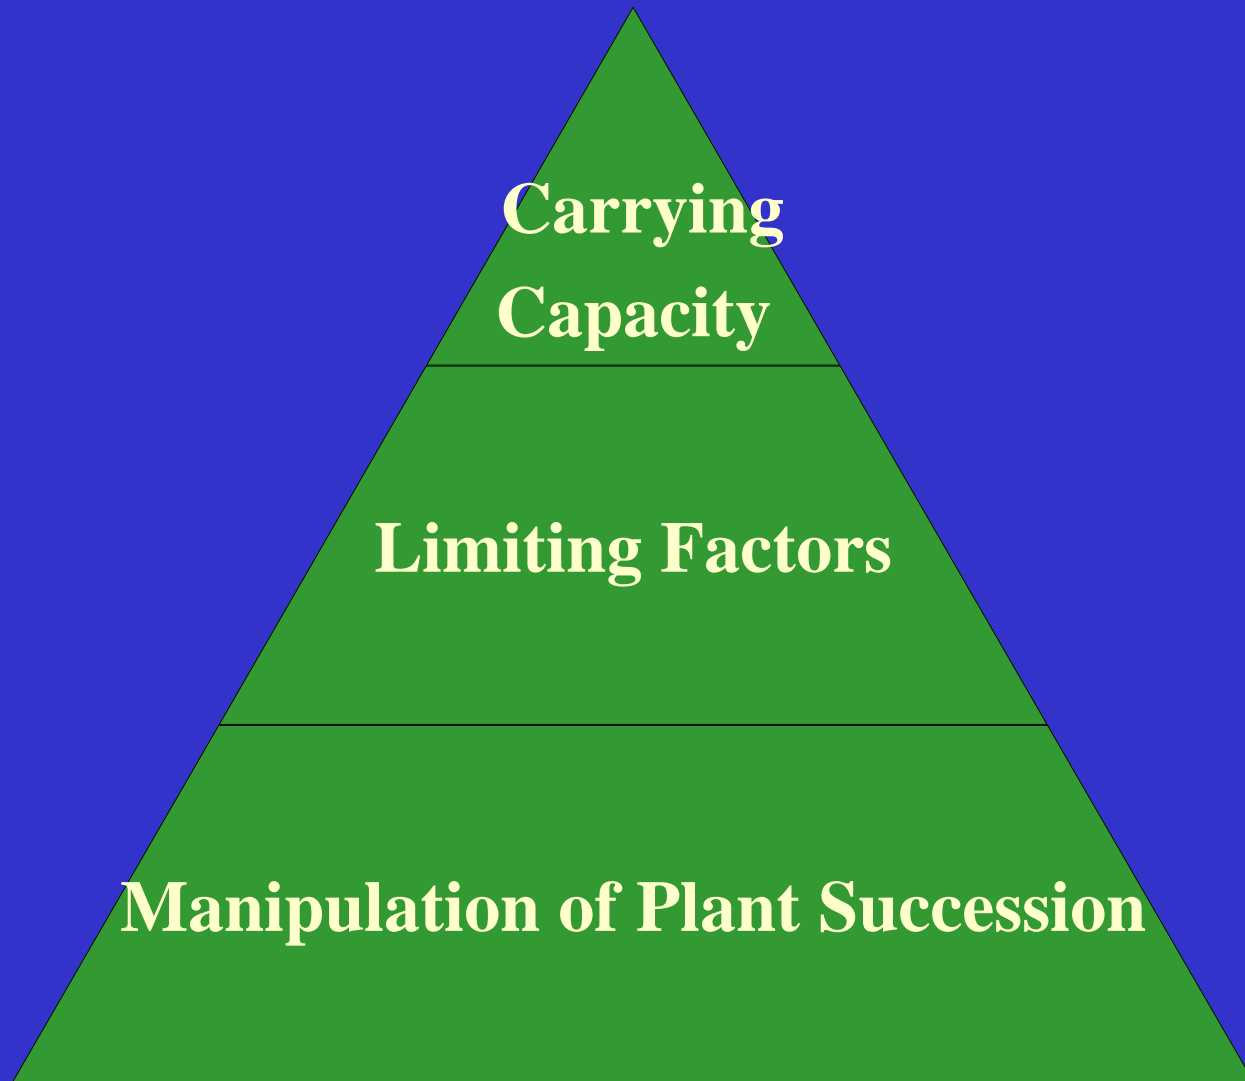 Carrying
Capacity
Limiting Factors
Manipulation of Plant Succession